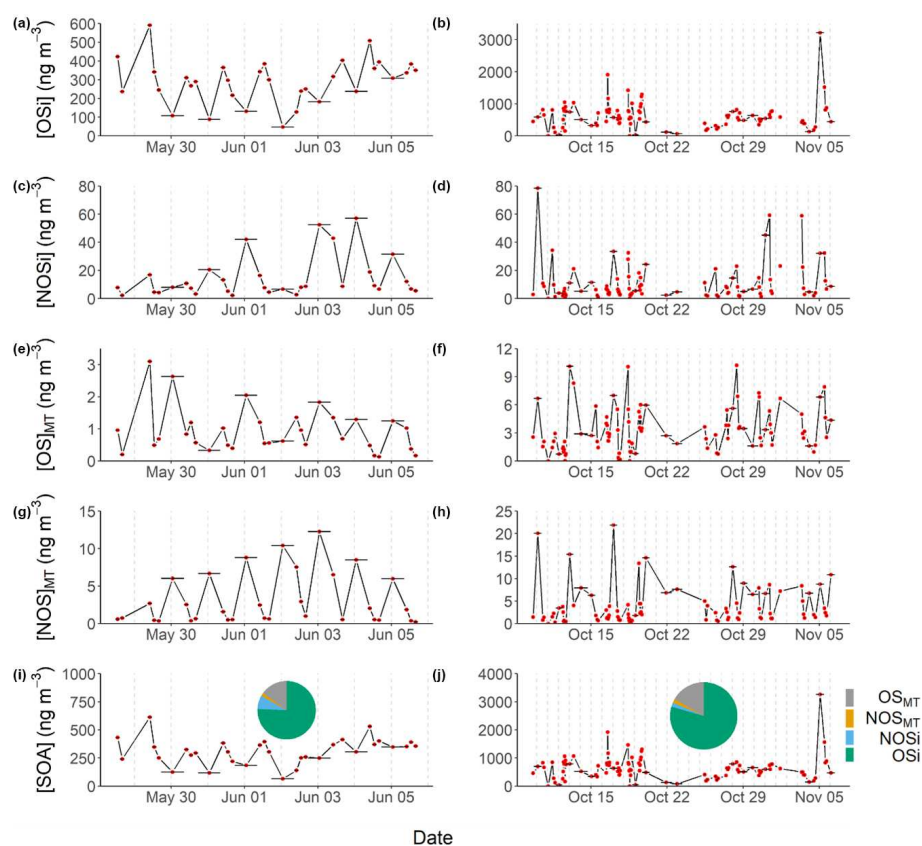 (a) (b)
[OSi] (ng m⁻³)
600
500
400
300
200
100
0
3000
2000
1000
0
May 30 Jun 01 Jun 03 Jun 05 Oct 15 Oct 22 Oct 29 Nov 05
(c) (d)
[NOSi] (ng m⁻³)
80
60
40
20
0
80
60
40
20
0
May 30 Jun 01 Jun 03 Jun 05 Oct 15 Oct 22 Oct 29 Nov 05
(e) (f)
[OS]MT (ng m⁻³)
3
2
1
0
12
9
6
3
0
May 30 Jun 01 Jun 03 Jun 05 Oct 15 Oct 22 Oct 29 Nov 05
(g) (h)
[NOS]MT (ng m⁻³)
15
10
5
0
25
20
15
10
5
0
May 30 Jun 01 Jun 03 Jun 05 Oct 15 Oct 22 Oct 29 Nov 05
(i) (j)
[SOA] (ng m⁻³)
1000
750
500
250
0
4000
3000
2000
1000
0
May 30 Jun 01 Jun 03 Jun 05 Oct 15 Oct 22 Oct 29 Nov 05
OSMT
NOSMT
NOSi
OSi
Date